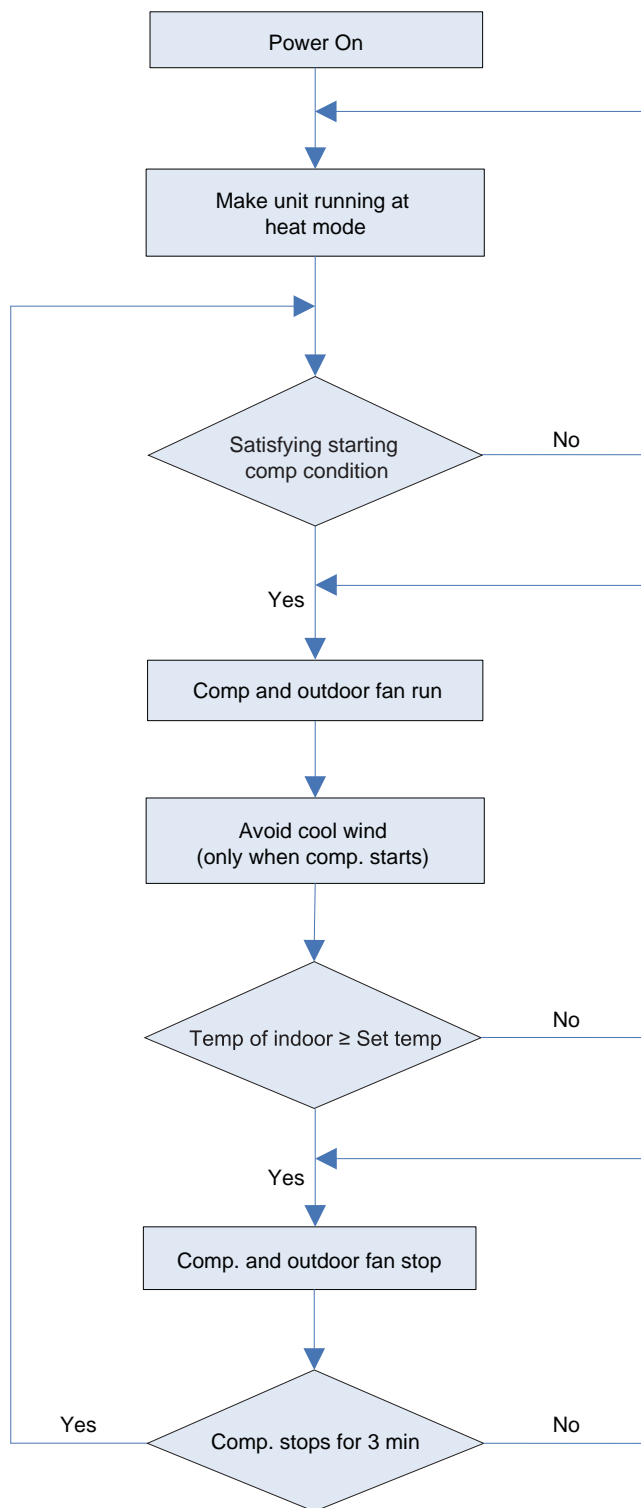 Power On
Make unit running at
heat mode
Satisfying starting
comp condition
No
Yes
Comp and outdoor fan run
Avoid cool wind
(only when comp. starts)
Temp of indoor ≥ Set temp
No
Yes
Comp. and outdoor fan stop
Yes
Comp. stops for 3 min
No